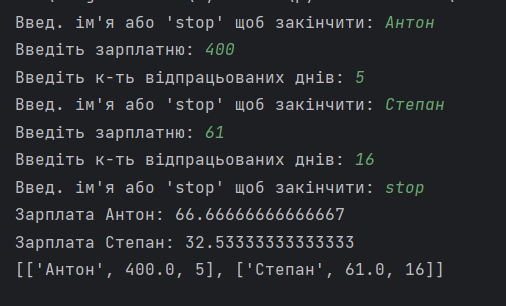 Введ. ім'я або 'stop' щоб закінчити: Антон
Введіть зарплатню: 400
Введіть к-ть відпрацьованих днів: 5
Введ. ім'я або 'stop' щоб закінчити: Степан
Введіть зарплатню: 61
Введіть к-ть відпрацьованих днів: 16
Введ. ім'я або 'stop' щоб закінчити: stop
Зарплата Антон: 66.66666666666667
Зарплата Степан: 32.53333333333333
[['Антон', 400.0, 5], ['Степан', 61.0, 16]]